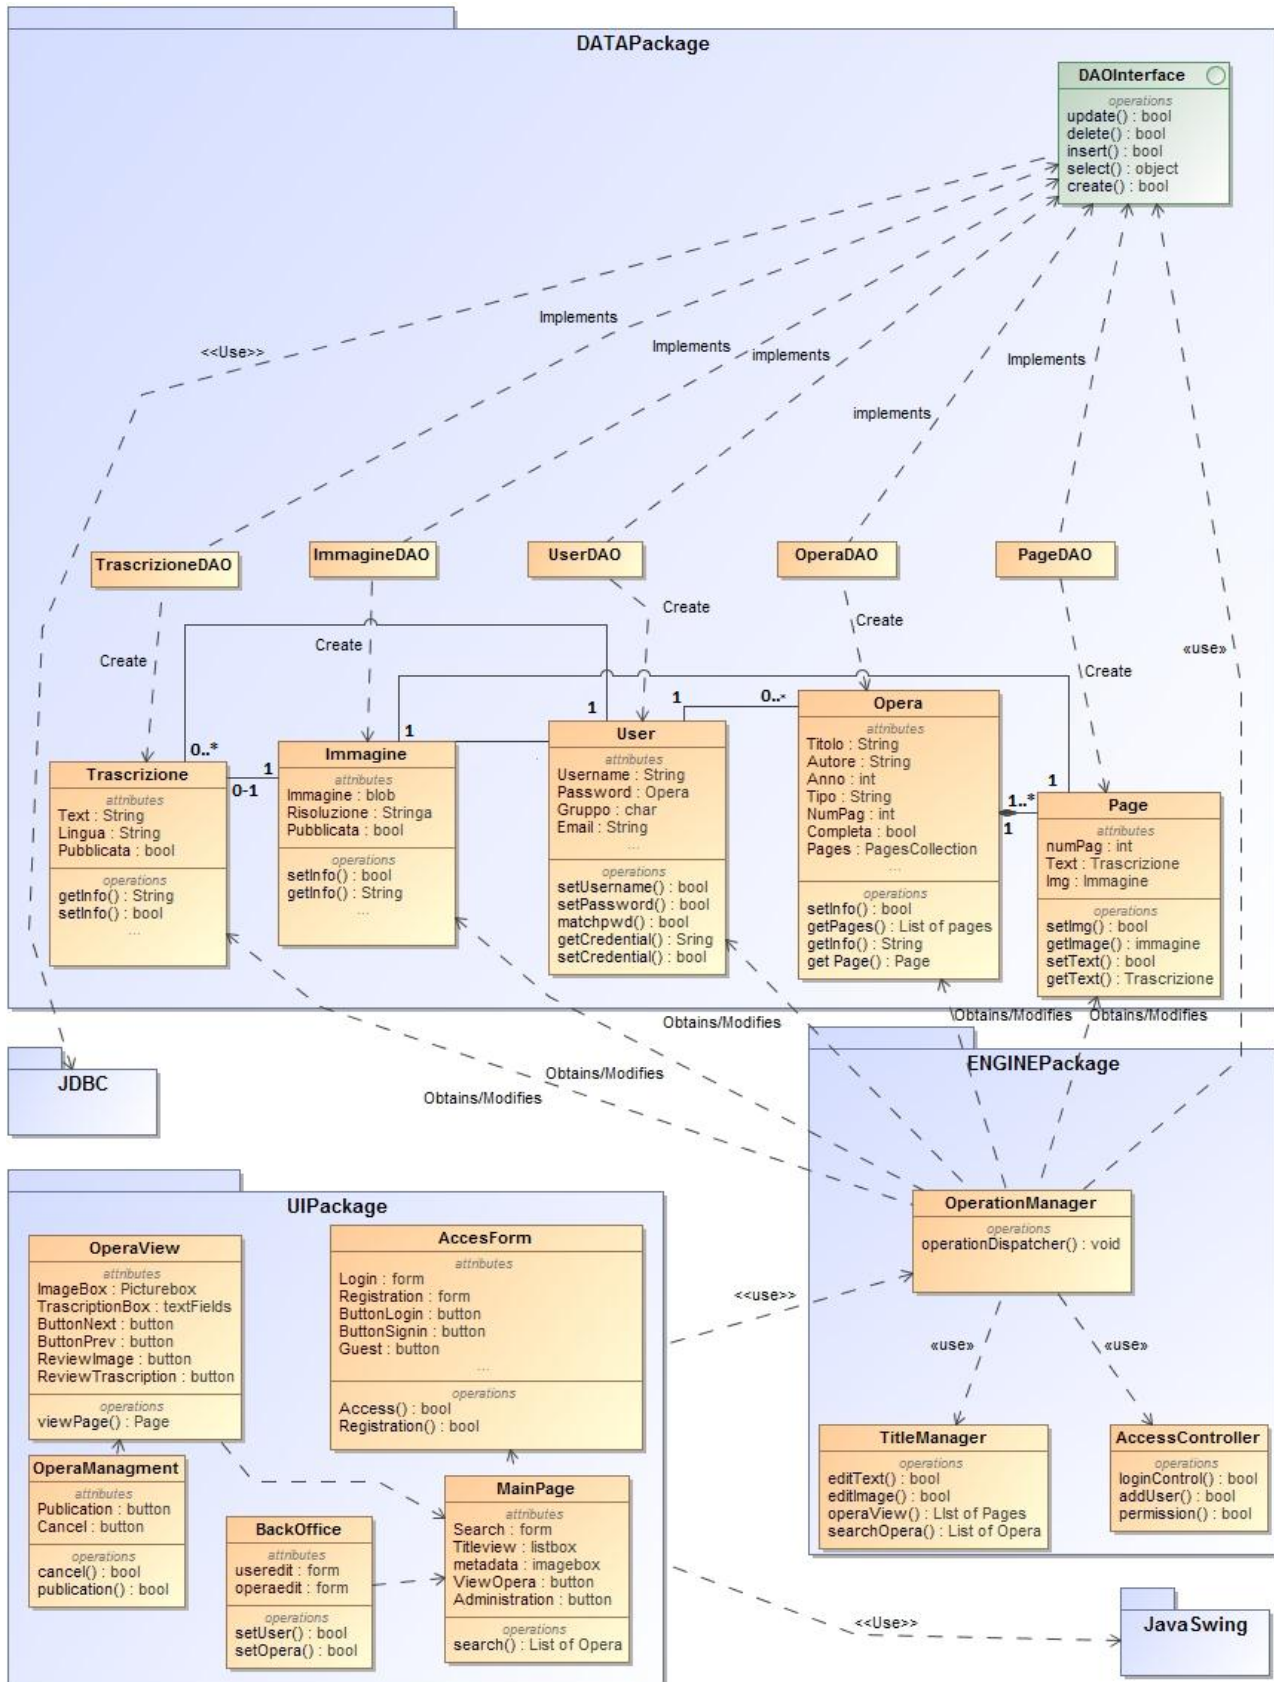 DATAPackage
DAOInterface
operations
update() : bool
delete() : bool
insert() : bool
select() : object
create() : bool
Implements
<<Use>>
Implements
implements
Implements
implements
TrascrizioneDAO
ImmagineDAO
UserDAO
OperaDAO
PageDAO
Create
Create
Create
Create
Create
«use»
1
0..*
1
1
0..*
1
0-1
1
1..*
1
Trascrizione
attributes
Text : String
Lingua : String
Pubblicata : bool
operations
getInfo() : String
setInfo() : bool
...
Immagine
attributes
Immagine : blob
Risoluzione : Stringa
Pubblicata : bool
operations
setInfo() : bool
getInfo() : String
...
User
attributes
Username : String
Password : Opera
Gruppo : char
Email : String
...
operations
setUsername() : bool
setPassword() : bool
matchpwd() : bool
getCredential() : Sring
setCredential() : bool
Opera
attributes
Titolo : String
Autore : String
Anno : int
Tipo : String
NumPag : int
Completa : bool
Pages : PagesCollection
...
operations
setInfo() : bool
getPages() : List of pages
getInfo() : String
get Page() : Page
Page
attributes
numPag : int
Text : Trascrizione
Img : Immagine
operations
setImg() : bool
getImage() : immagine
setText() : bool
getText() : Trascrizione
Obtains/Modifies
Obtains/Modifies
Obtains/Modifies
Obtains/Modifies
Obtains/Modifies
JDBC
ENGINEPackage
OperationManager
operations
operationDispatcher() : void
<<use>>
«use»
«use»
TitleManager
operations
editText() : bool
editImage() : bool
operaView() : LIst of Pages
searchOpera() : List of Opera
AccessController
operations
loginControl() : bool
addUser() : bool
permission() : bool
UIPackage
OperaView
attributes
ImageBox : Picturebox
TrascriptionBox : textFields
ButtonNext : button
ButtonPrev : button
ReviewImage : button
ReviewTrascription : button
operations
viewPage() : Page
AccesForm
attributes
Login : form
Registration : form
ButtonLogin : button
ButtonSignin : button
Guest : button
...
operations
Access() : bool
Registration() : bool
OperaManagment
attributes
Publication : button
Cancel : button
operations
cancel() : bool
publication() : bool
BackOffice
attributes
useredit : form
operaedit : form
operations
setUser() : bool
setOpera() : bool
MainPage
attributes
Search : form
Titleview : listbox
metadata : imagebox
ViewOpera : button
Administration : button
operations
search() : List of Opera
<<Use>>
JavaSwing